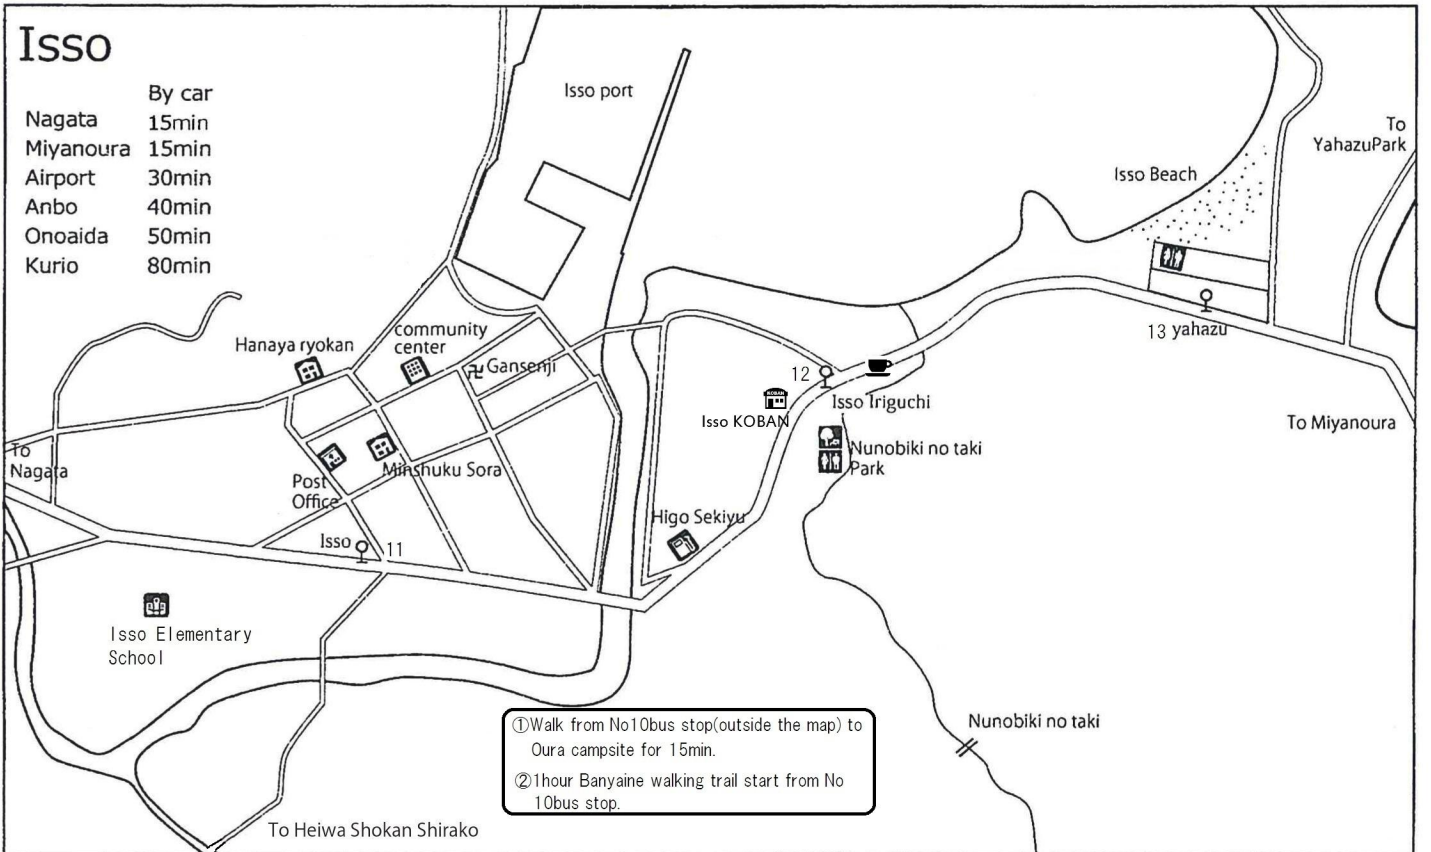 Isso
By car
Nagata 15min
Miyanoura 15min
Airport 30min
Anbo 40min
Onoaida 50min
Kurio 80min
Isso port
To
YahazuPark
Isso Beach
13 yahazu
To Miyanoura
Hanaya ryokan
community
center
卍 Gansenji
12
Isso Iriguchi
KOBAN
Isso KOBAN
Nunobiki no taki
Park
To
Nagata
Post
Office
Minshuku Sora
Higo Sekiyu
Isso 11
Isso Elementary
School
Nunobiki no taki
①Walk from No10bus stop(outside the map) to
Oura campsite for 15min.
②1hour Banyaine walking trail start from No
10bus stop.
To Heiwa Shokan Shirako